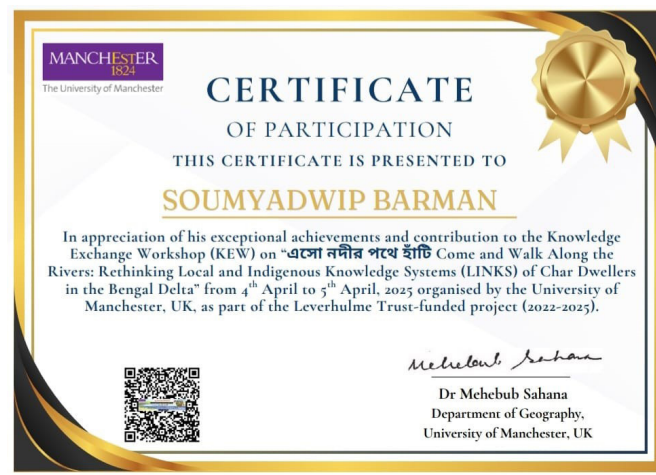 MANCHESTER
1824
The University of Manchester
CERTIFICATE
OF PARTICIPATION
THIS CERTIFICATE IS PRESENTED TO
SOUMYADWIP BARMAN
In appreciation of his exceptional achievements and contribution to the Knowledge
Exchange Workshop (KEW) on “এসো নদীর পথে হাঁটি Come and Walk Along the
Rivers: Rethinking Local and Indigenous Knowledge Systems (LINKS) of Char Dwellers
in the Bengal Delta” from 4th April to 5th April, 2025 organised by the University of
Manchester, UK, as part of the Leverhulme Trust-funded project (2022-2025).
Mehebub Sahana
Dr Mehebub Sahana
Department of Geography,
University of Manchester, UK